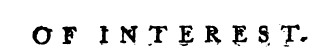 OF INTEREST.